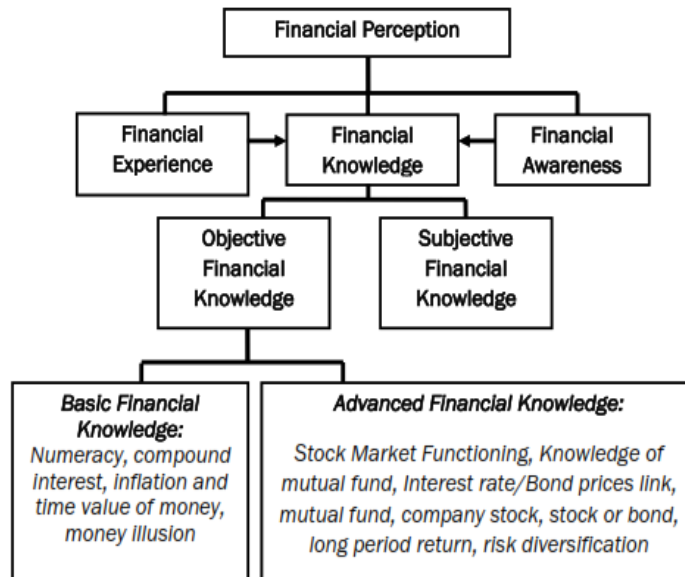 Financial Perception
Financial
Experience
Financial
Knowledge
Financial
Awareness
Objective
Financial
Knowledge
Subjective
Financial
Knowledge
Basic Financial
Knowledge:
Numeracy, compound
interest, inflation and
time value of money,
money illusion
Advanced Financial Knowledge:
Stock Market Functioning, Knowledge of
mutual fund, Interest rate/Bond prices link,
mutual fund, company stock, stock or bond,
long period return, risk diversification